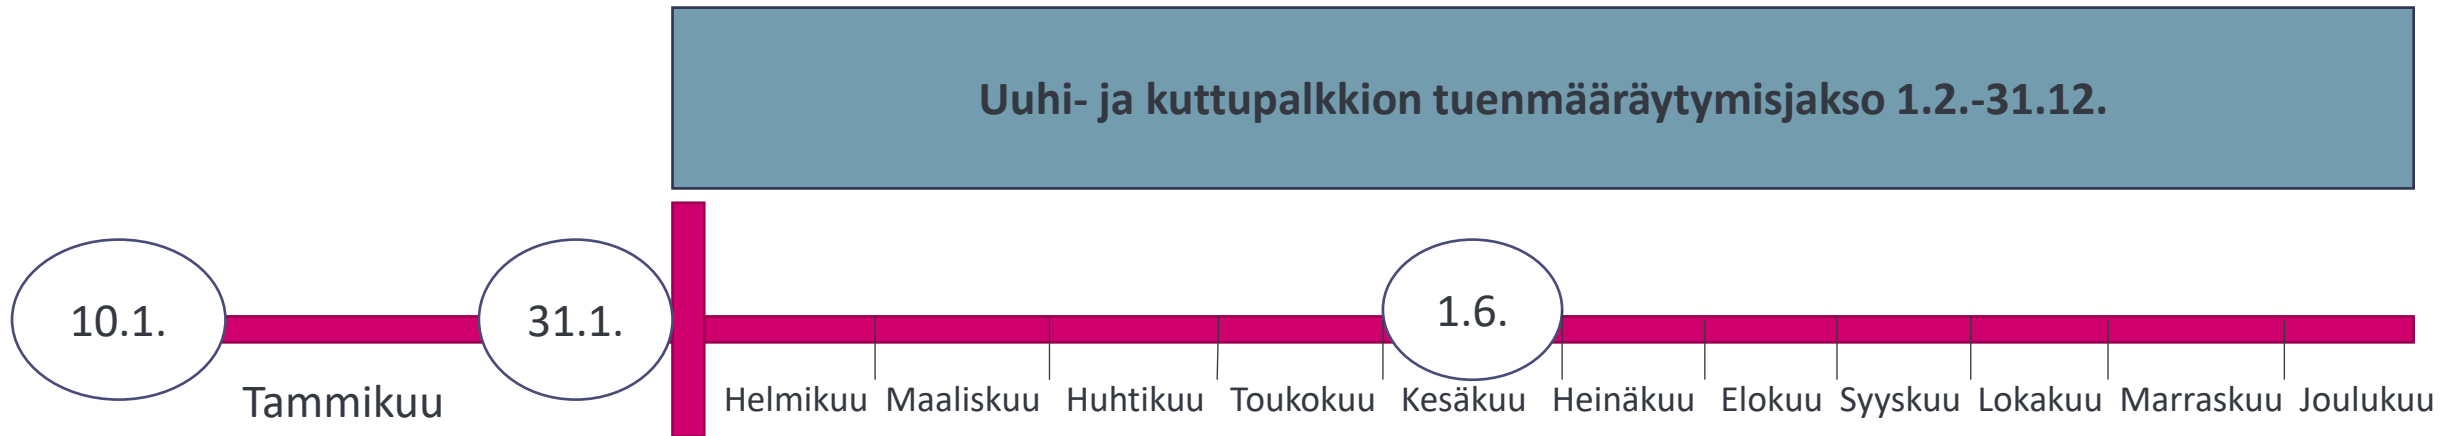 Uuhi- ja kuttupalkkion tuenmääräytymisjakso 1.2.-31.12.
10.1.
31.1.
1.6.
Tammikuu
Helmikuu
Maaliskuu
Huhtikuu
Toukokuu
Kesäkuu
Heinäkuu
Elokuu
Syyskuu
Lokakuu
Marraskuu
Joulukuu